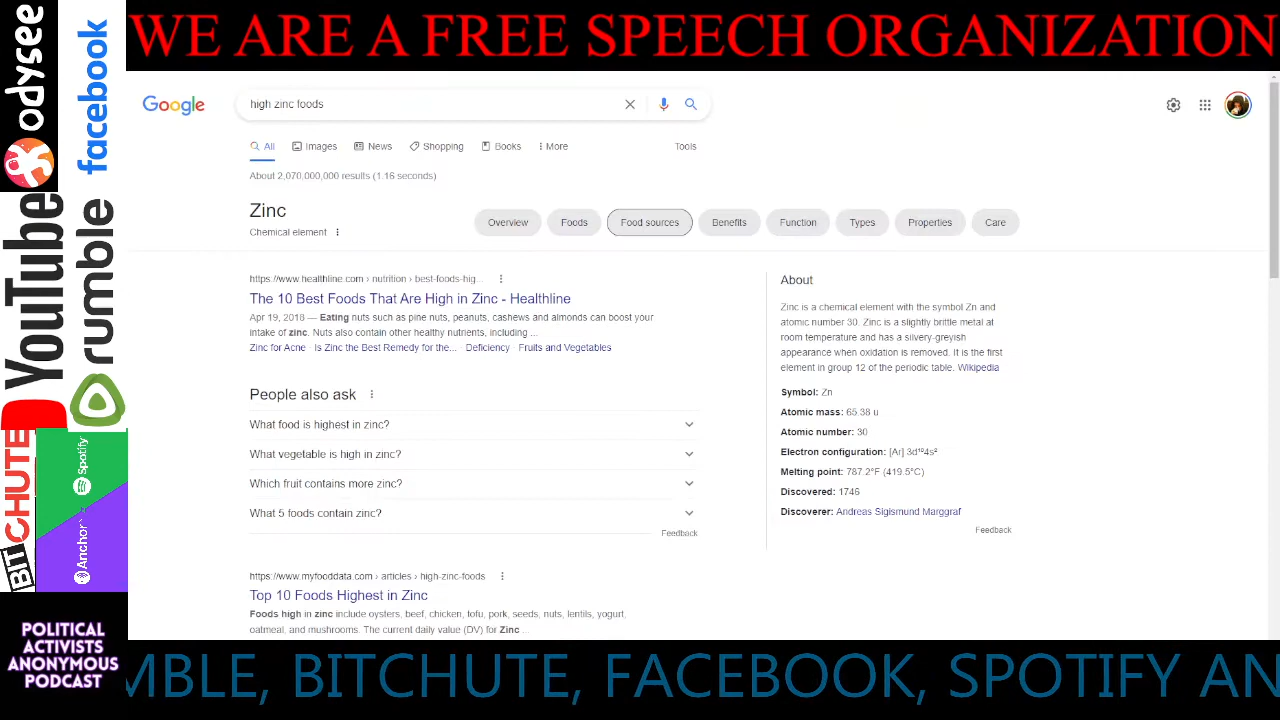 WE ARE A FREE SPEECH ORGANIZATION
odysee
facebook
YouTube
rumble
BITCHUTE
Spotify
Anchor
POLITICAL
ACTIVISTS
ANONYMOUS
PODCAST
Google
high zinc foods
All
Images
News
Shopping
Books
More
Tools
About 2,070,000,000 results (1.16 seconds)
Zinc
Chemical element
Overview
Foods
Food sources
Benefits
Function
Types
Properties
Care
https://www.healthline.com › nutrition › best-foods-hig...
The 10 Best Foods That Are High in Zinc - Healthline
Apr 19, 2018 — Eating nuts such as pine nuts, peanuts, cashews and almonds can boost your
intake of zinc. Nuts also contain other healthy nutrients, including ...
Zinc for Acne · Is Zinc the Best Remedy for the... · Deficiency · Fruits and Vegetables
People also ask
What food is highest in zinc?
What vegetable is high in zinc?
Which fruit contains more zinc?
What 5 foods contain zinc?
Feedback
https://www.myfooddata.com › articles › high-zinc-foods
Top 10 Foods Highest in Zinc
Foods high in zinc include oysters, beef, chicken, tofu, pork, seeds, nuts, lentils, yogurt,
oatmeal, and mushrooms. The current daily value (DV) for Zinc ...
About
Zinc is a chemical element with the symbol Zn and
atomic number 30. Zinc is a slightly brittle metal at
room temperature and has a silvery-greyish
appearance when oxidation is removed. It is the first
element in group 12 of the periodic table. Wikipedia
Symbol: Zn
Atomic mass: 65.38 u
Atomic number: 30
Electron configuration: [Ar] 3d¹⁰4s²
Melting point: 787.2°F (419.5°C)
Discovered: 1746
Discoverer: Andreas Sigismund Marggraf
Feedback
MBLE, BITCHUTE, FACEBOOK, SPOTIFY AN